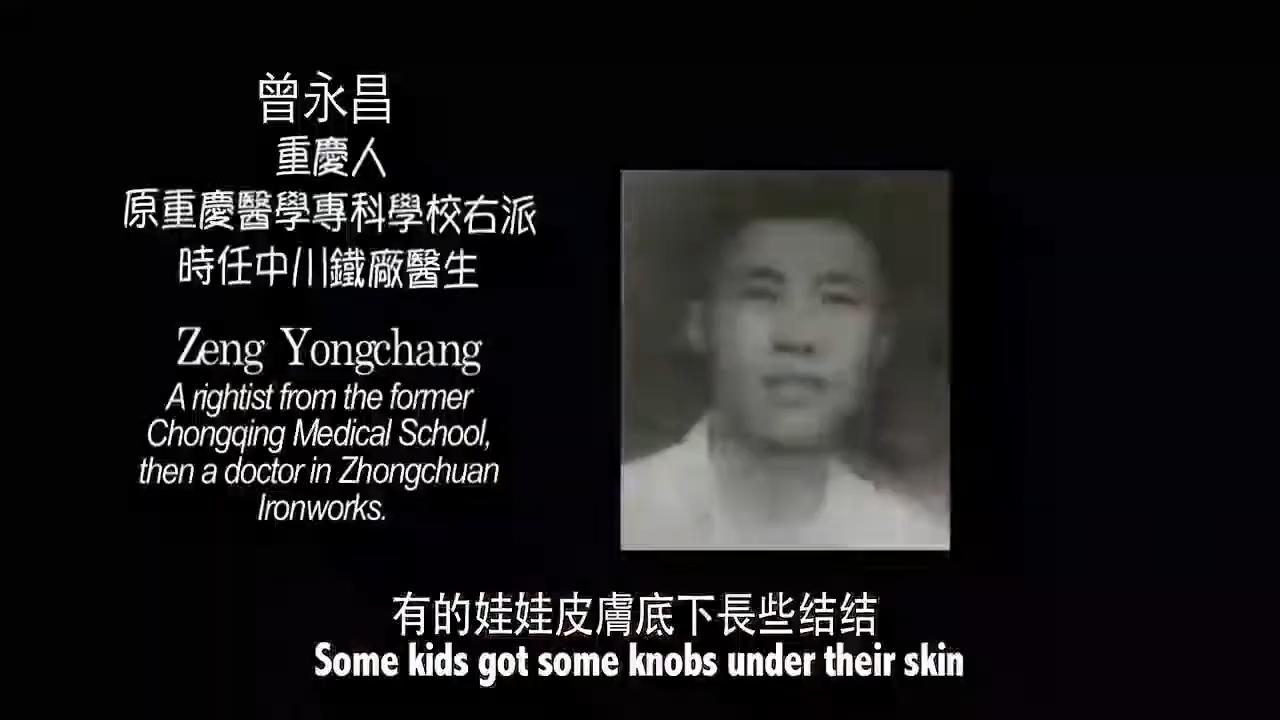 曾永昌
重慶人
原重慶醫學專科學校右派
時任中川鐵廠醫生
Zeng Yongchang
A rightist from the former
Chongqing Medical School,
then a doctor in Zhongchuan
Ironworks.
有的娃娃皮膚底下長些结结
Some kids got some knobs under their skin